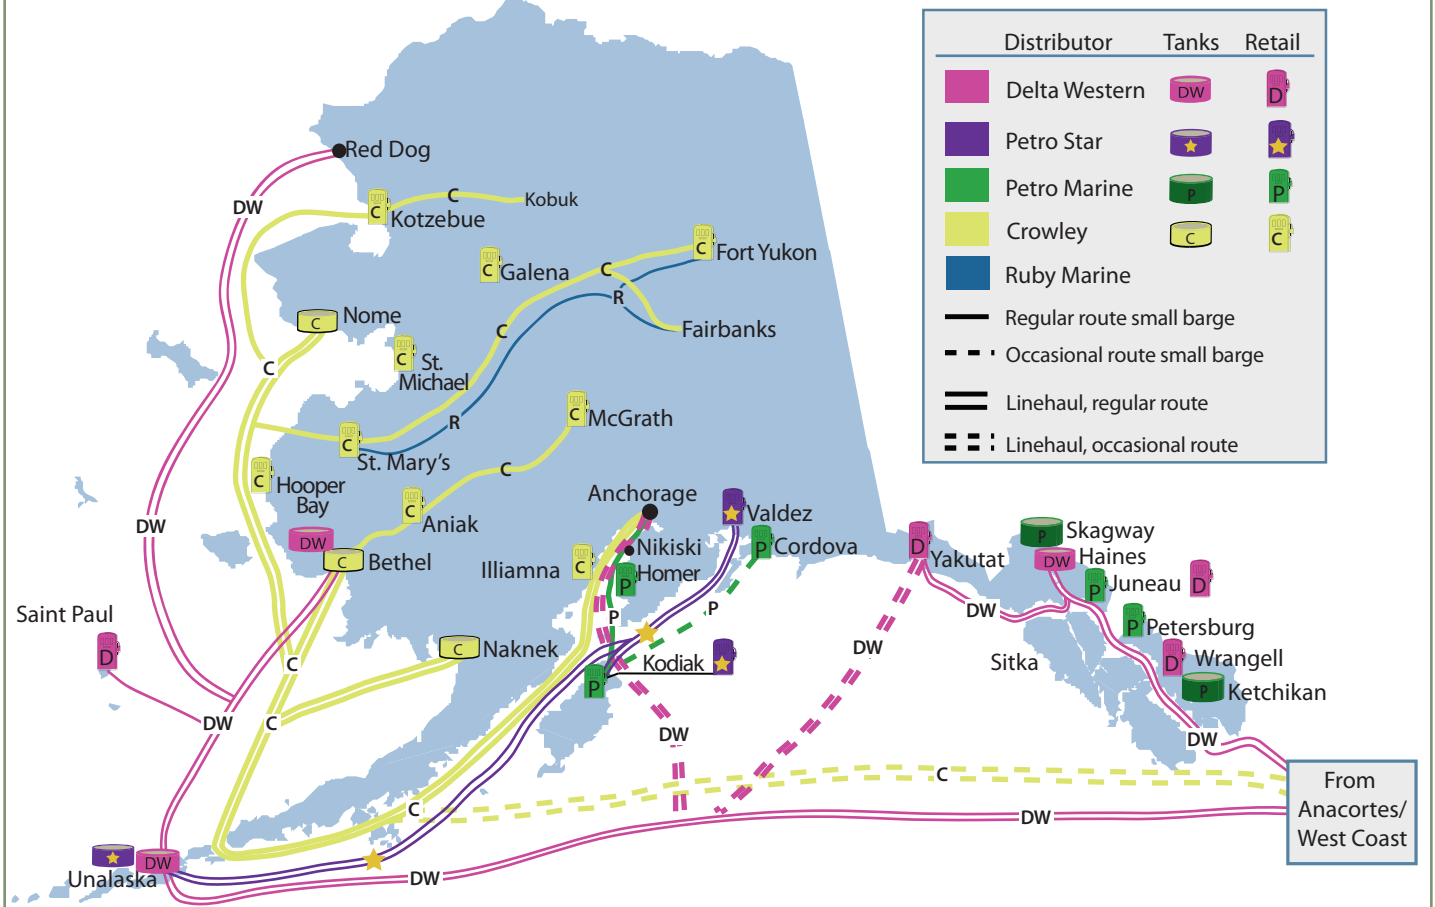 Distributor Tanks Retail
Delta Western DW D
Petro Star
Petro Marine P P
Crowley C C
Ruby Marine
Regular route small barge
Occasional route small barge
Linehaul, regular route
Linehaul, occasional route
Red Dog
DW
C
Kobuk
C
Kotzebue
C
Fort Yukon
C
Galena
C
R
C
Nome
C
Fairbanks
C
St.
Michael
C
C
McGrath
R
C
St. Mary's
C
C
Hooper
Bay
C
Aniak
DW
DW
C
Bethel
Anchorage
Valdez
Nikiski
P
Cordova
Illiamna
C
P
Homer
D
Yakutat
P
Skagway
DW
Haines
P
Juneau
D
DW
P
Petersburg
Saint Paul
D
P
P
Kodiak
P
C
Naknek
C
DW
Sitka
D
Wrangell
P
Ketchikan
DW
C
DW
DW
C
C
DW
From
Anacortes/
West Coast
DW
Unalaska
DW